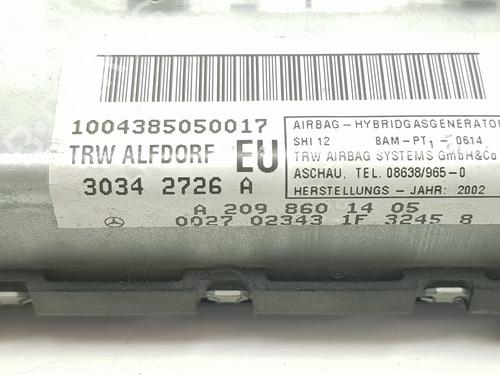 1004385050017
TRW ALFDORF EU
3034 2726 A
AIRBAG-HYBRIDGASGENERATOR
SHI 12 BAM-PT1-0614
TRW AIRBAG SYSTEMS GmbH&Co
ASCHAU, TEL. 08638/965-0
HERSTELLUNGS-JAHR: 2002
A 209 860 14 05
0027 02343 1F 3245 8